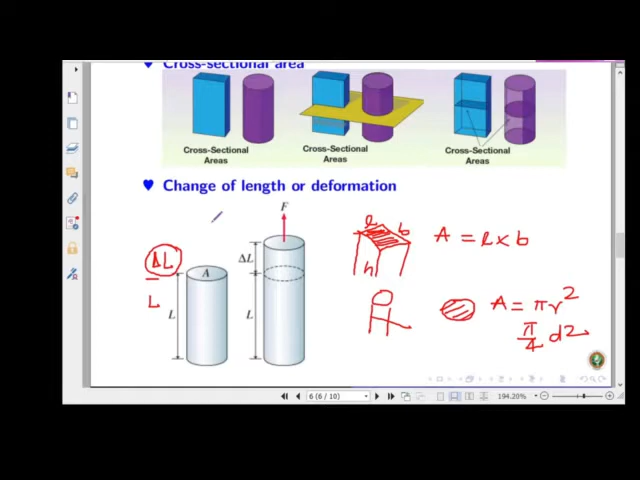 Cross-sectional area
Cross-Sectional
Areas
Cross-Sectional
Areas
Cross-Sectional
Areas
Change of length or deformation
F
ΔL
L
A
L
ΔL
L
l
b
h
A = l × b
A = πr²
π/4 d2
6 (6 / 10)
194.20%